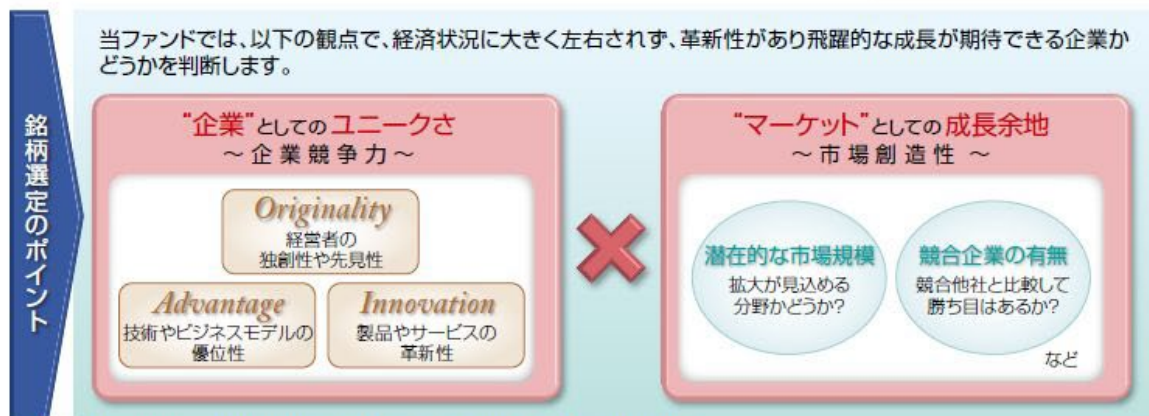 銘柄選定のポイント
当ファンドでは、以下の観点で、経済状況に大きく左右されず、革新性があり飛躍的な成長が期待できる企業か
どうかを判断します。
“企業”としてのユニークさ
～企業競争力～
Originality
経営者の
独創性や先見性
Advantage
技術やビジネスモデルの
優位性
Innovation
製品やサービスの
革新性
“マーケット”としての成長余地
～市場創造性～
潜在的な市場規模
拡大が見込める
分野かどうか?
競合企業の有無
競合他社と比較して
勝ち目はあるか?
など